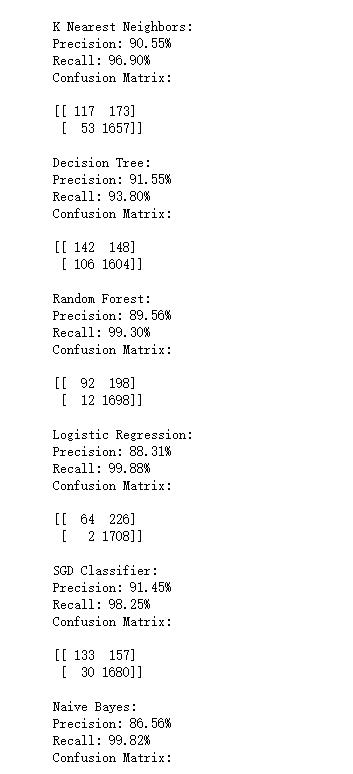 K Nearest Neighbors:
Precision: 90.55%
Recall: 96.90%
Confusion Matrix:
[[ 117  173]
 [  53 1657]]
Decision Tree:
Precision: 91.55%
Recall: 93.80%
Confusion Matrix:
[[ 142  148]
 [ 106 1604]]
Random Forest:
Precision: 89.56%
Recall: 99.30%
Confusion Matrix:
[[  92  198]
 [  12 1698]]
Logistic Regression:
Precision: 88.31%
Recall: 99.88%
Confusion Matrix:
[[  64  226]
 [   2 1708]]
SGD Classifier:
Precision: 91.45%
Recall: 98.25%
Confusion Matrix:
[[ 133  157]
 [  30 1680]]
Naive Bayes:
Precision: 86.56%
Recall: 99.82%
Confusion Matrix: